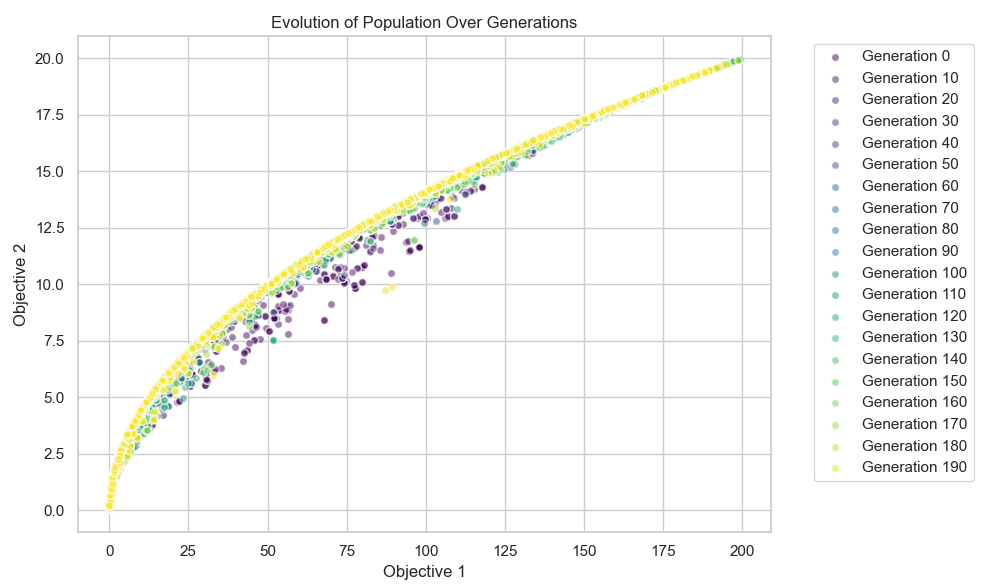 Evolution of Population Over Generations
20.0
17.5
15.0
12.5
10.0
7.5
5.0
2.5
0.0
Objective 2
0
25
50
75
100
125
150
175
200
Objective 1
Generation 0
Generation 10
Generation 20
Generation 30
Generation 40
Generation 50
Generation 60
Generation 70
Generation 80
Generation 90
Generation 100
Generation 110
Generation 120
Generation 130
Generation 140
Generation 150
Generation 160
Generation 170
Generation 180
Generation 190